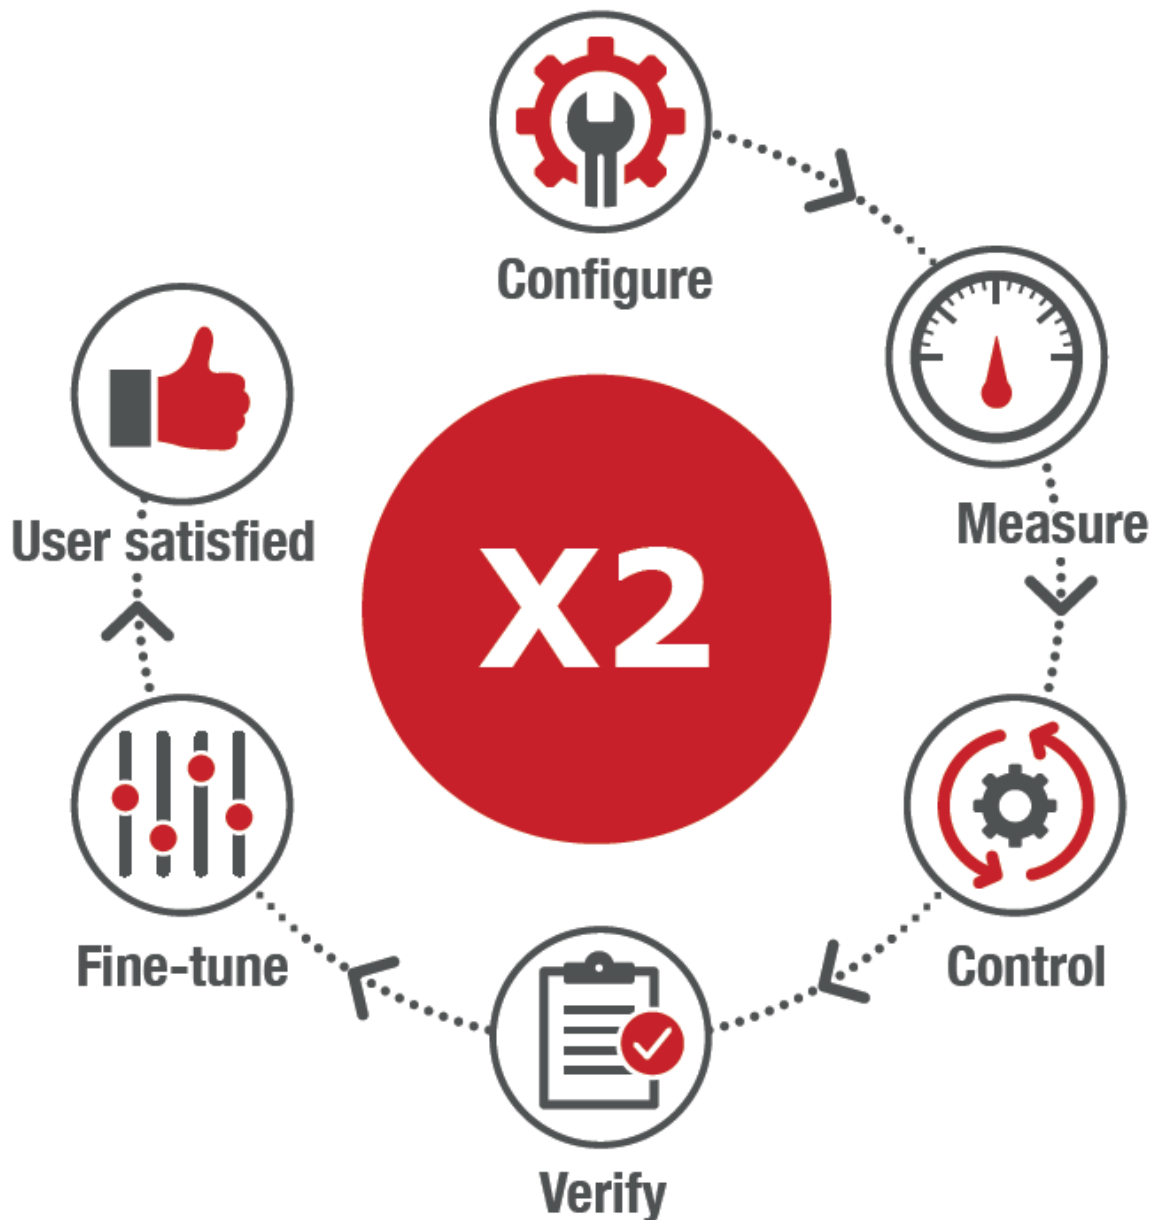 Configure
Measure
User satisfied
X2
Control
Fine-tune
Verify